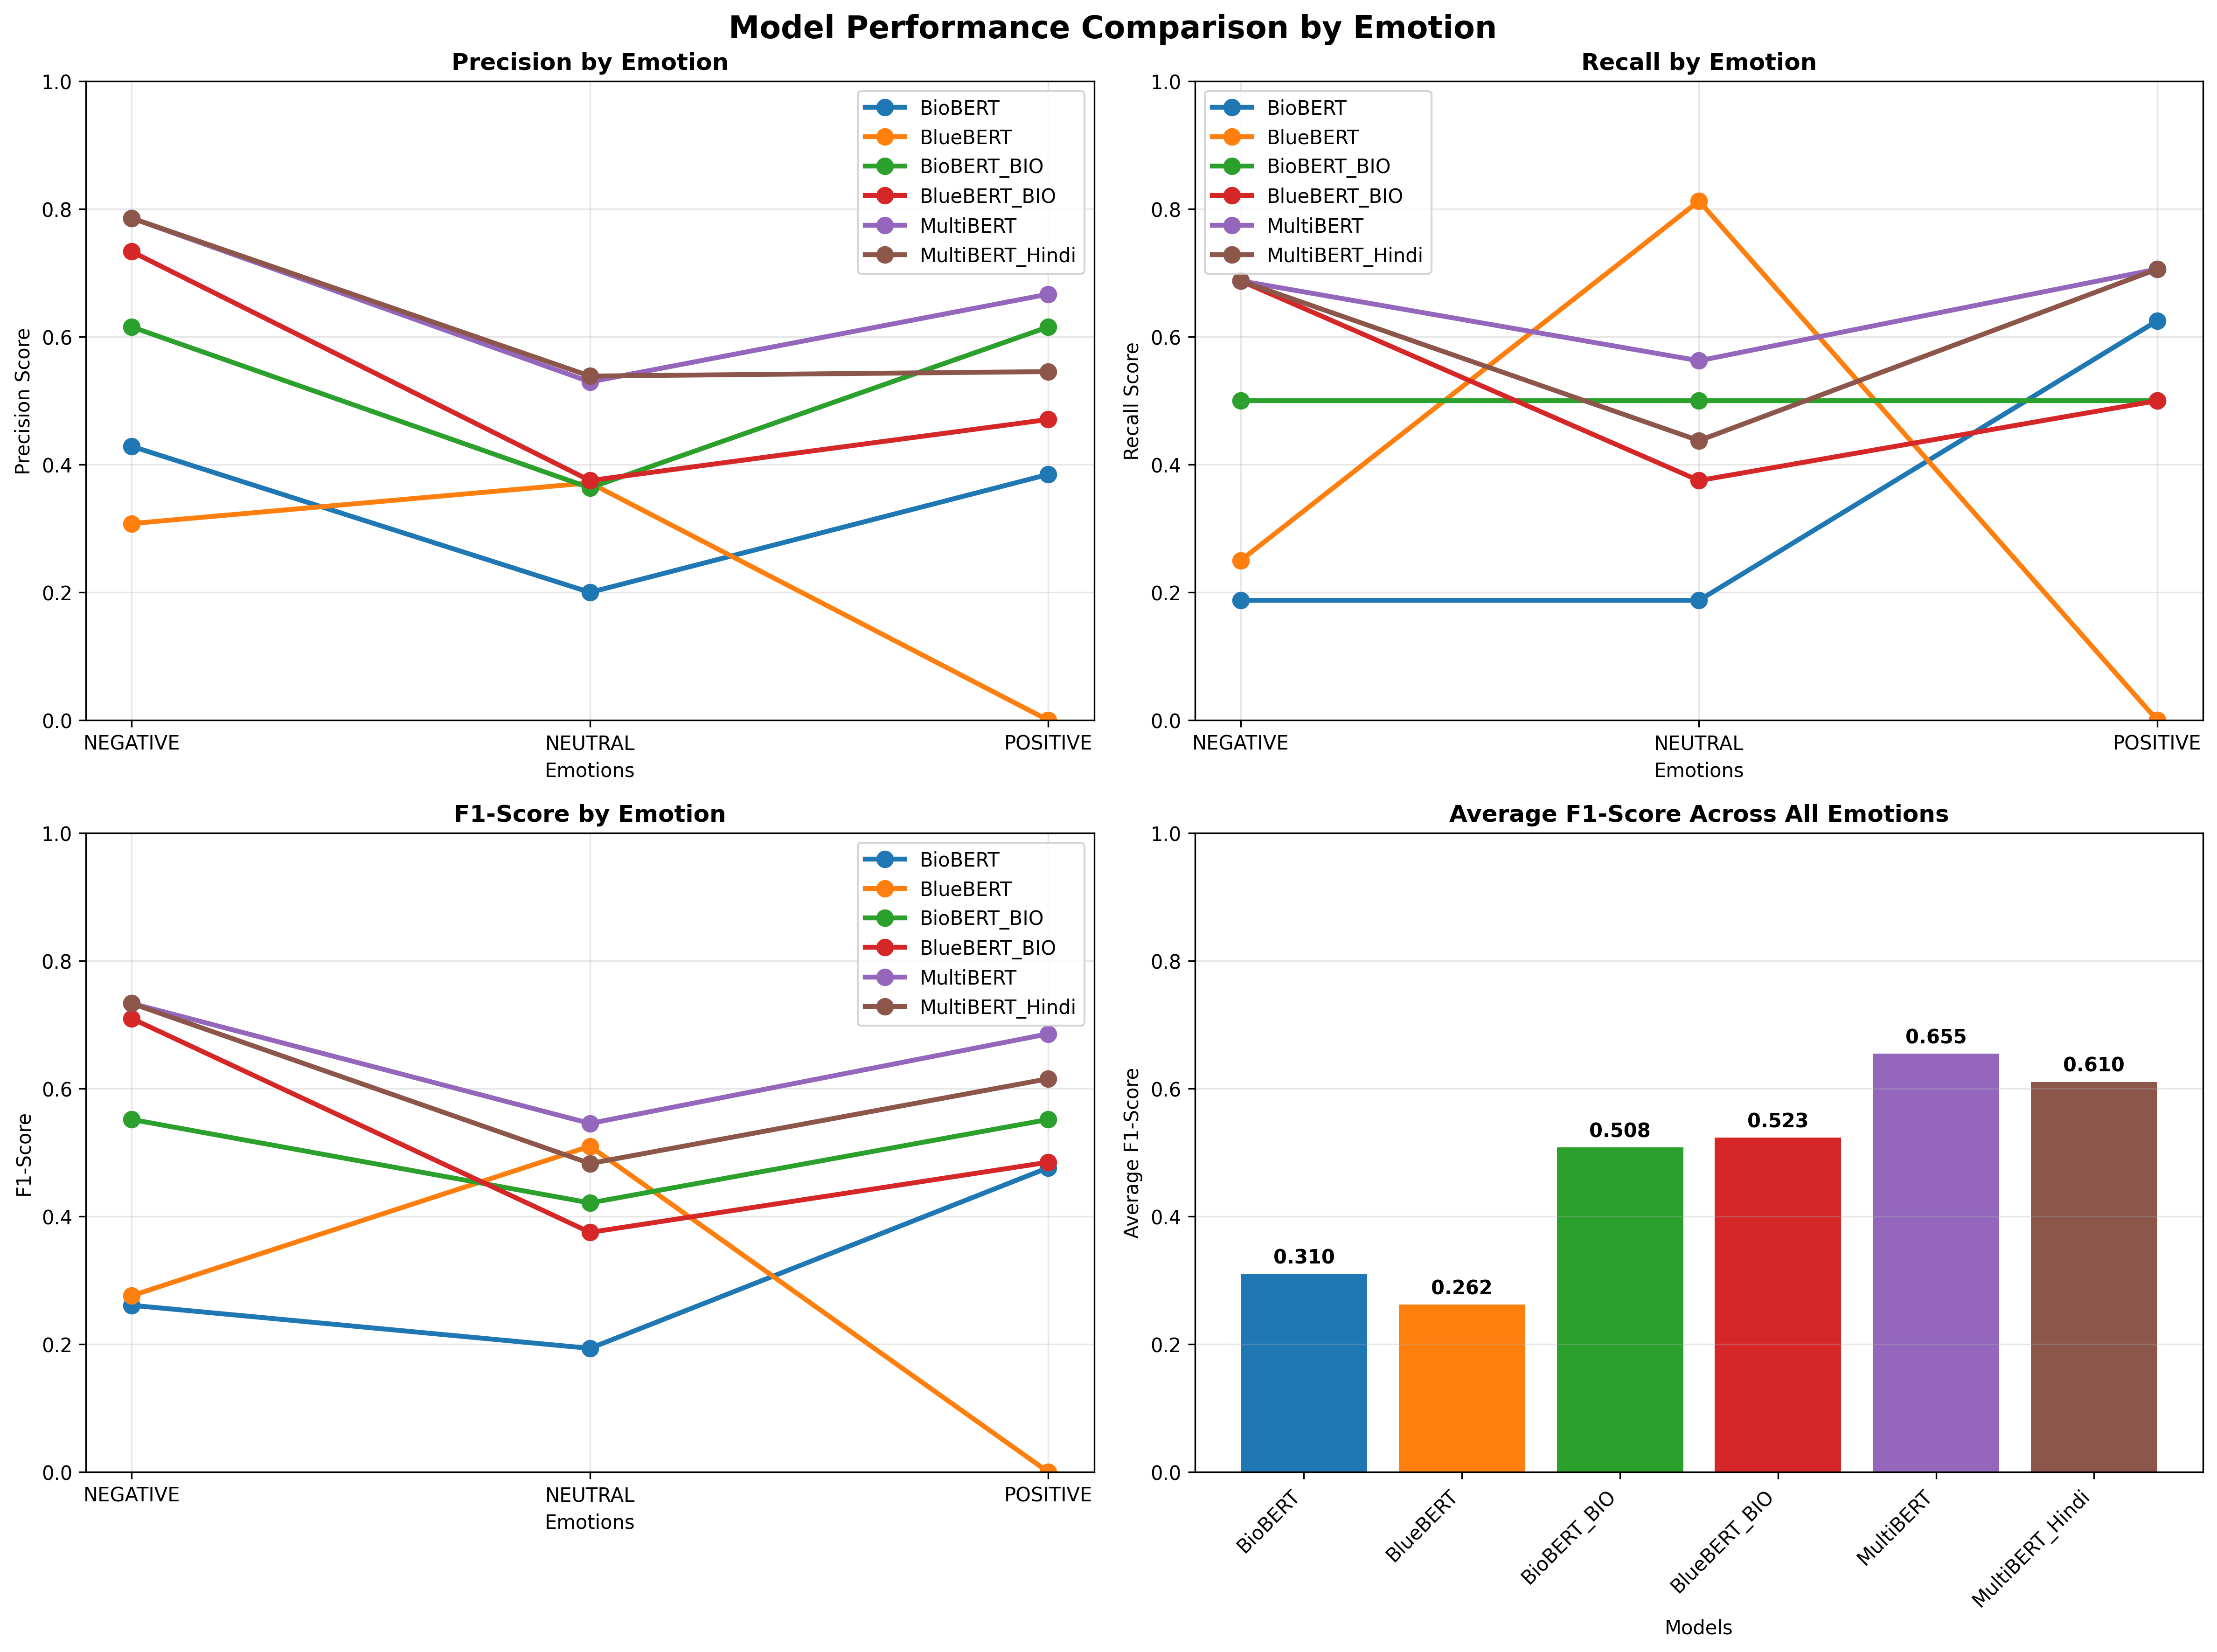 Model Performance Comparison by Emotion
Precision by Emotion
1.0
0.8
0.6
0.4
0.2
0.0
Precision Score
BioBERT
BlueBERT
BioBERT_BIO
BlueBERT_BIO
MultiBERT
MultiBERT_Hindi
NEGATIVE NEUTRAL POSITIVE
Emotions
Recall by Emotion
1.0
0.8
0.6
0.4
0.2
0.0
Recall Score
BioBERT
BlueBERT
BioBERT_BIO
BlueBERT_BIO
MultiBERT
MultiBERT_Hindi
NEGATIVE NEUTRAL POSITIVE
Emotions
F1-Score by Emotion
1.0
0.8
0.6
0.4
0.2
0.0
F1-Score
BioBERT
BlueBERT
BioBERT_BIO
BlueBERT_BIO
MultiBERT
MultiBERT_Hindi
NEGATIVE NEUTRAL POSITIVE
Emotions
Average F1-Score Across All Emotions
1.0
0.8
0.6
0.4
0.2
0.0
Average F1-Score
0.310
0.262
0.508
0.523
0.655
0.610
BioBERT
BlueBERT
BioBERT_BIO
BlueBERT_BIO
MultiBERT
MultiBERT_Hindi
Models